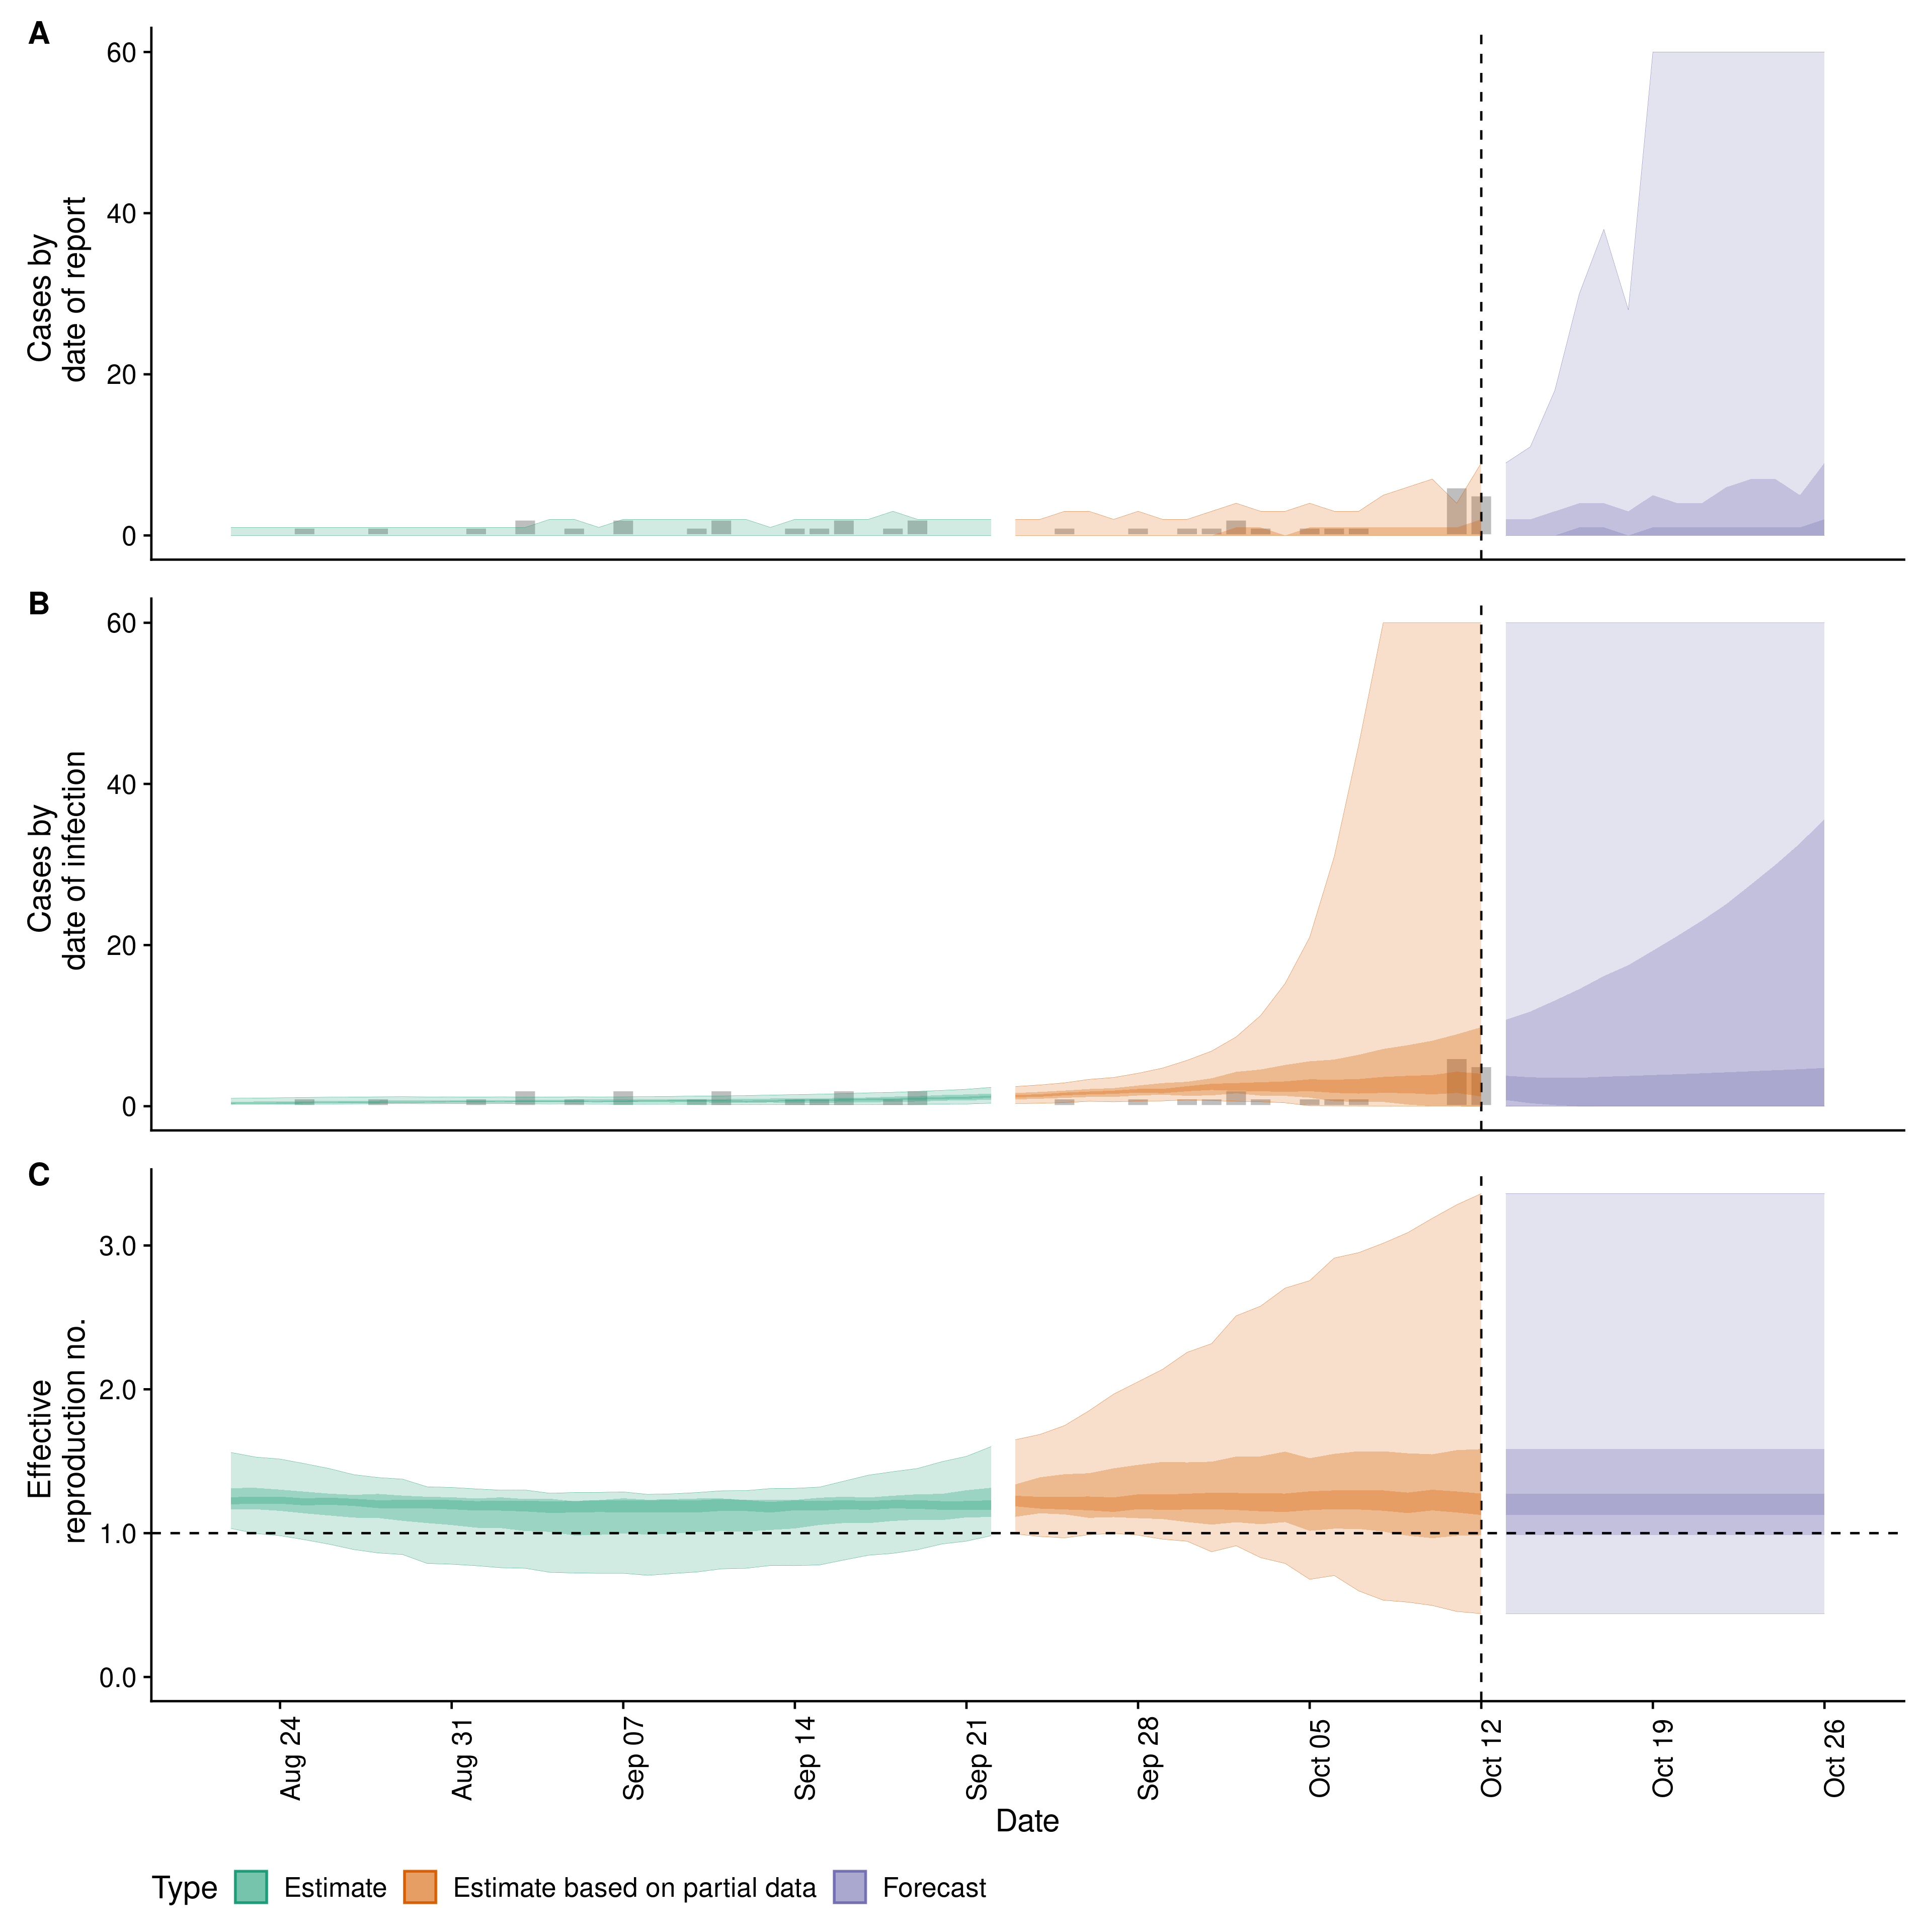 A
60
40
20
0
Cases by
date of report
B
60
40
20
0
Cases by
date of infection
C
3.0
2.0
1.0
0.0
Effective
reproduction no.
Aug 24
Aug 31
Sep 07
Sep 14
Sep 21
Sep 28
Oct 05
Oct 12
Oct 19
Oct 26
Date
Type Estimate Estimate based on partial data Forecast